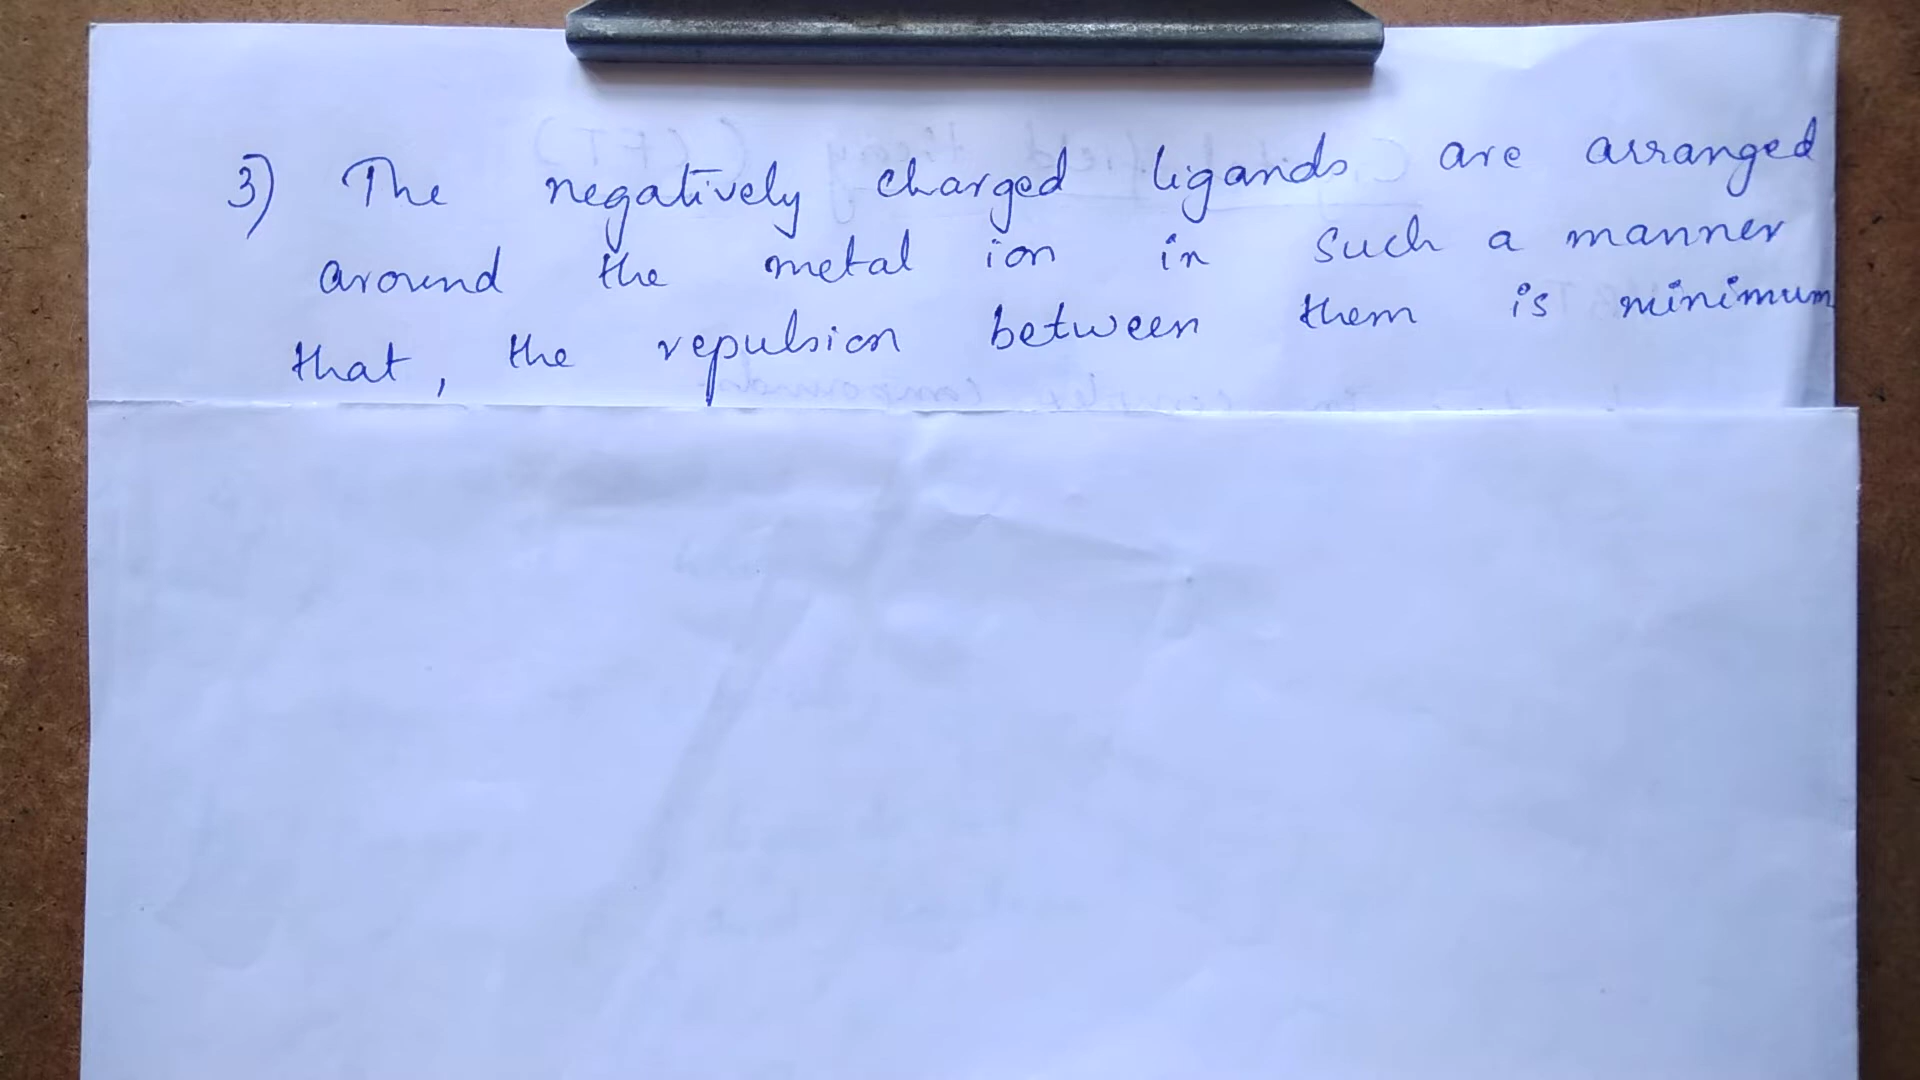 3) The negatively charged ligands are arranged
around the metal ion in such a manner
that, the repulsion between them is minimum